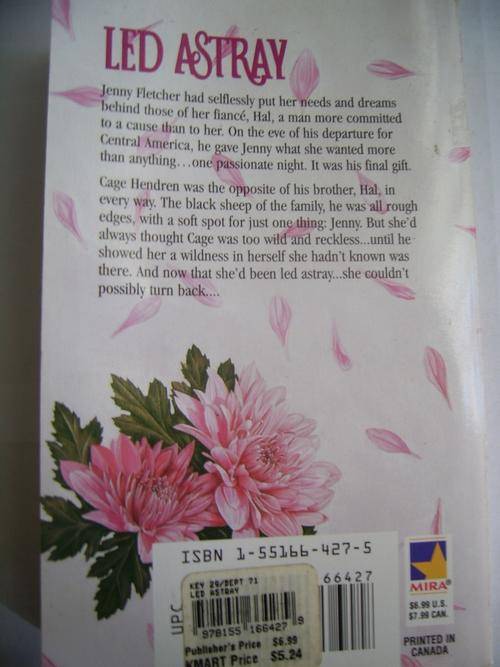 LED ASTRAY
Jenny Fletcher had selflessly put her needs and dreams
behind those of her fiancé, Hal, a man more committed
to a cause than to her. On the eve of his departure for
Central America, he gave Jenny what she wanted more
than anything...one passionate night. It was his final gift.
Cage Hendren was the opposite of his brother, Hal, in
every way. The black sheep of the family, he was all rough
edges, with a soft spot for just one thing: Jenny. But she'd
always thought Cage was too wild and reckless...until he
showed her a wildness in herself she hadn't known was
there. And now that she'd been led astray...she couldn't
possibly turn back....
ISBN 1-55166-427-5
66427
UPC
KEY 29/DEPT 71
LED ASTRAY
9781551664279
Publisher's Price $6.99
KMART Price $5.24
MIRA®
$6.99 U.S.
$7.99 CAN.
PRINTED IN
CANADA